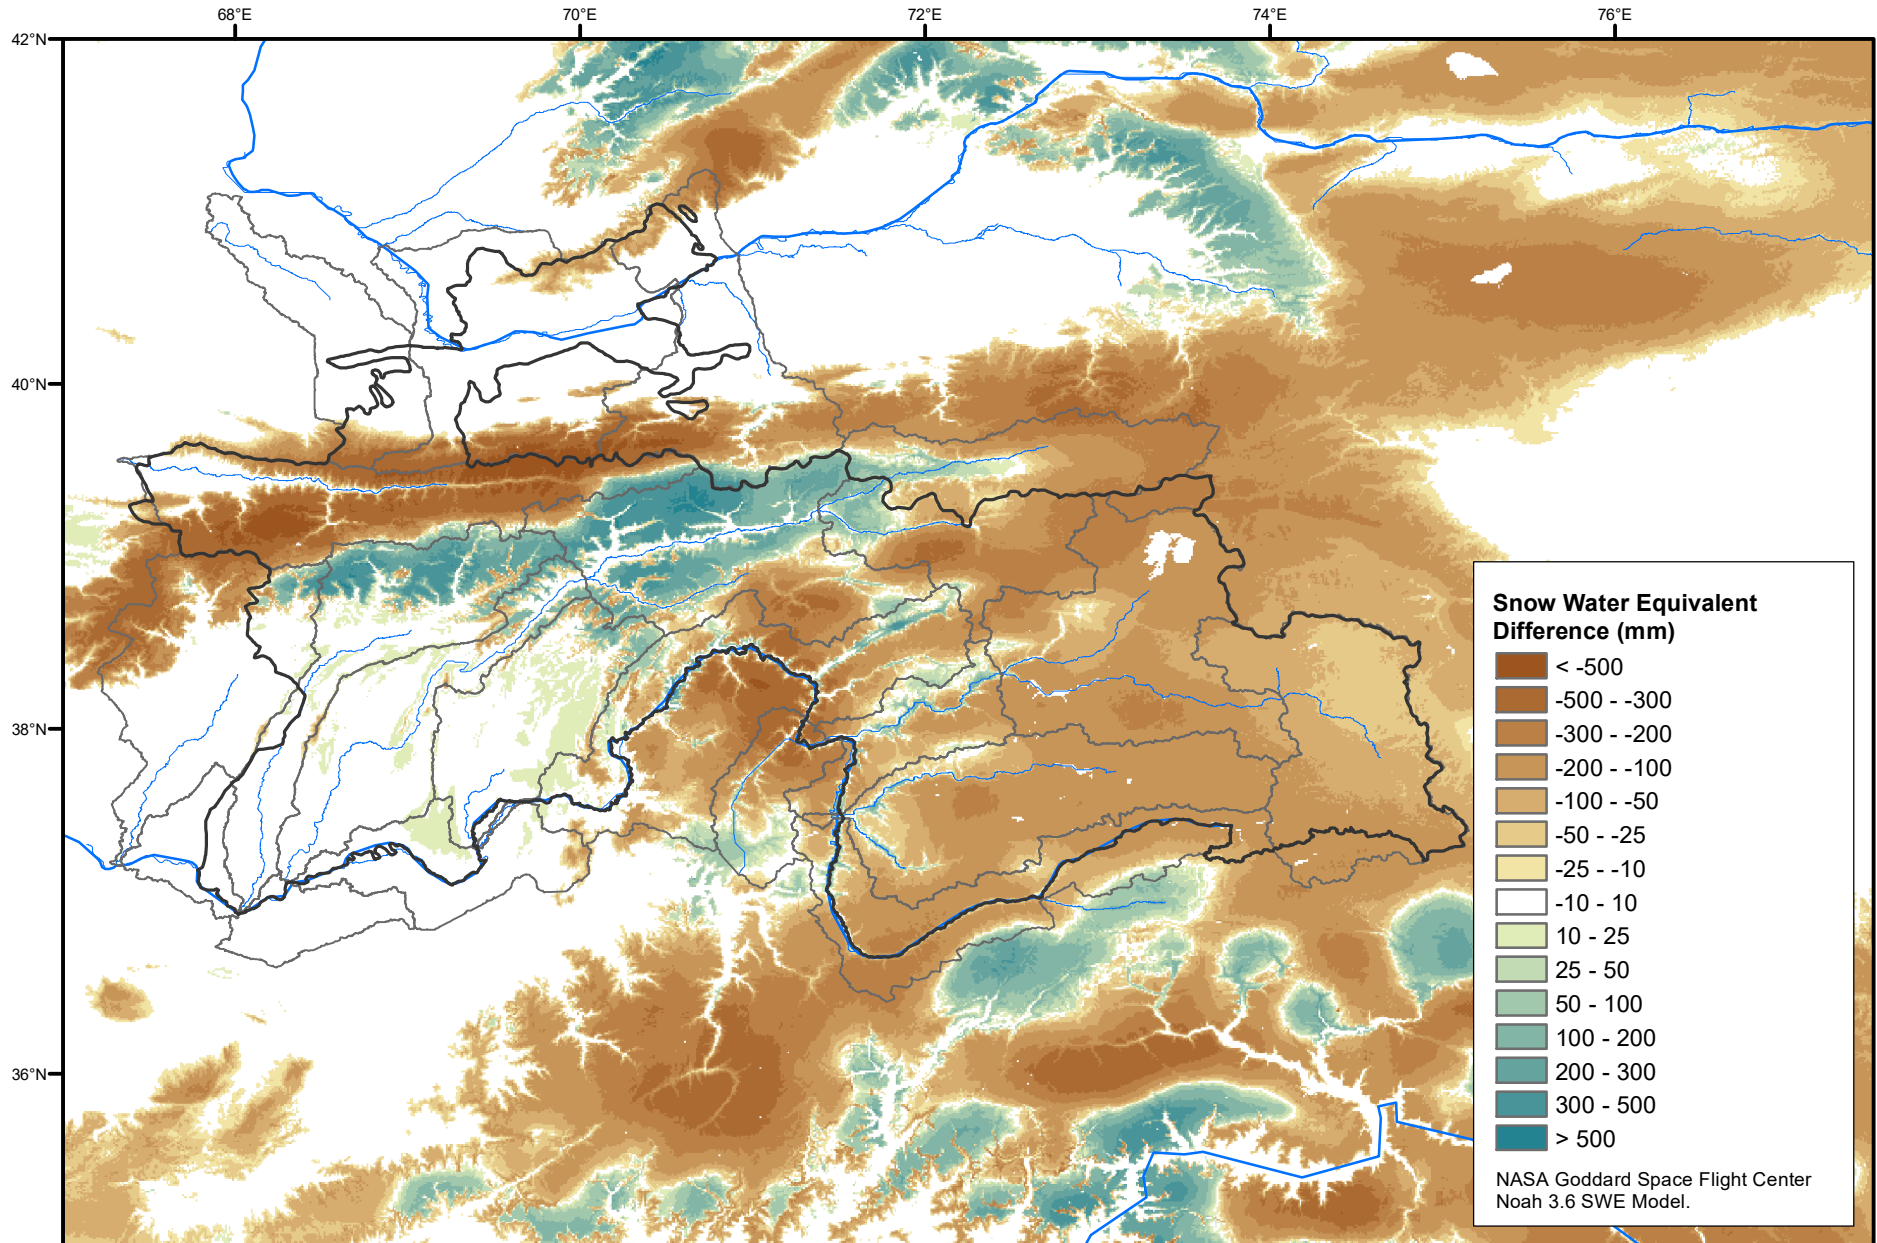 68°E
70°E
72°E
74°E
76°E
42°N
40°N
38°N
36°N
Snow Water Equivalent
Difference (mm)
< -500
-500 - -300
-300 - -200
-200 - -100
-100 - -50
-50 - -25
-25 - -10
-10 - 10
10 - 25
25 - 50
50 - 100
100 - 200
200 - 300
300 - 500
> 500
NASA Goddard Space Flight Center
Noah 3.6 SWE Model.